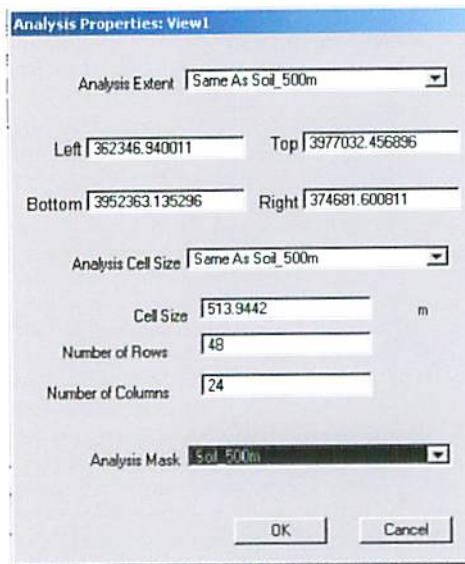 Analysis Properties: View1
Analysis Extent Same As Soil_500m
Left 362346.940011 Top 3977032.456896
Bottom 3952363.135296 Right 374681.600811
Analysis Cell Size Same As Soil_500m
Cell Size 513.9442 m
Number of Rows 48
Number of Columns 24
Analysis Mask Soil_500m
OK Cancel